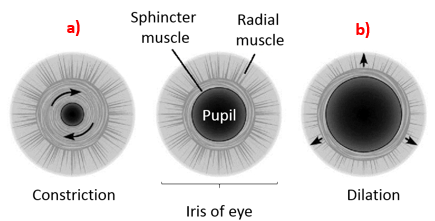 a)
Sphincter
muscle
Radial
muscle
b)
Pupil
Constriction
Iris of eye
Dilation